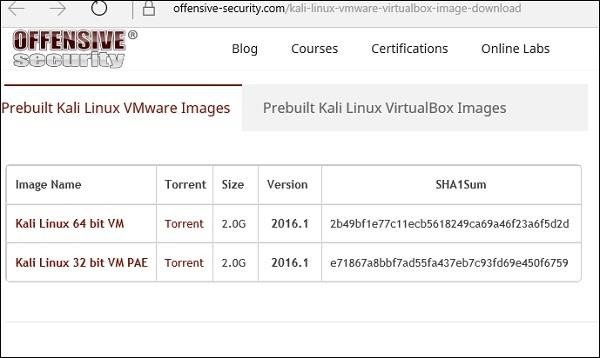 offensive-security.com/kali-linux-vmware-virtualbox-image-download
OFFENSIVE®
security
Blog Courses Certifications Online Labs
Prebuilt Kali Linux VMware Images Prebuilt Kali Linux VirtualBox Images
Image Name Torrent Size Version SHA1Sum
Kali Linux 64 bit VM Torrent 2.0G 2016.1 2b49bf1e77c11ecb5618249ca69a46f23a6f5d2d
Kali Linux 32 bit VM PAE Torrent 2.0G 2016.1 e71867a8bbf7ad55fa437eb7c93fd69e450f6759